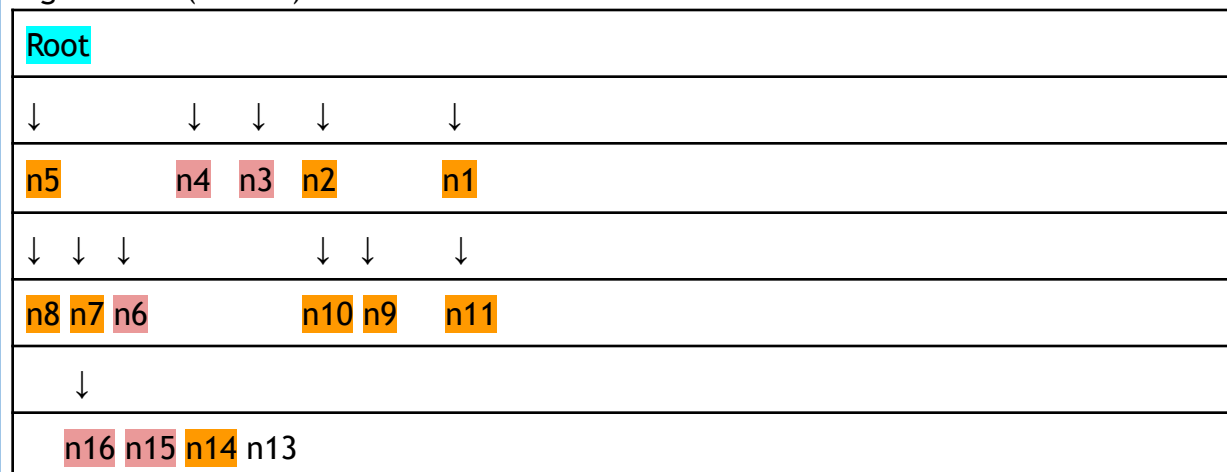 Root
↓ ↓ ↓ ↓ ↓
n5 n4 n3 n2 n1
↓ ↓ ↓ ↓ ↓ ↓
n8 n7 n6 n10 n9 n11
↓
n16 n15 n14 n13